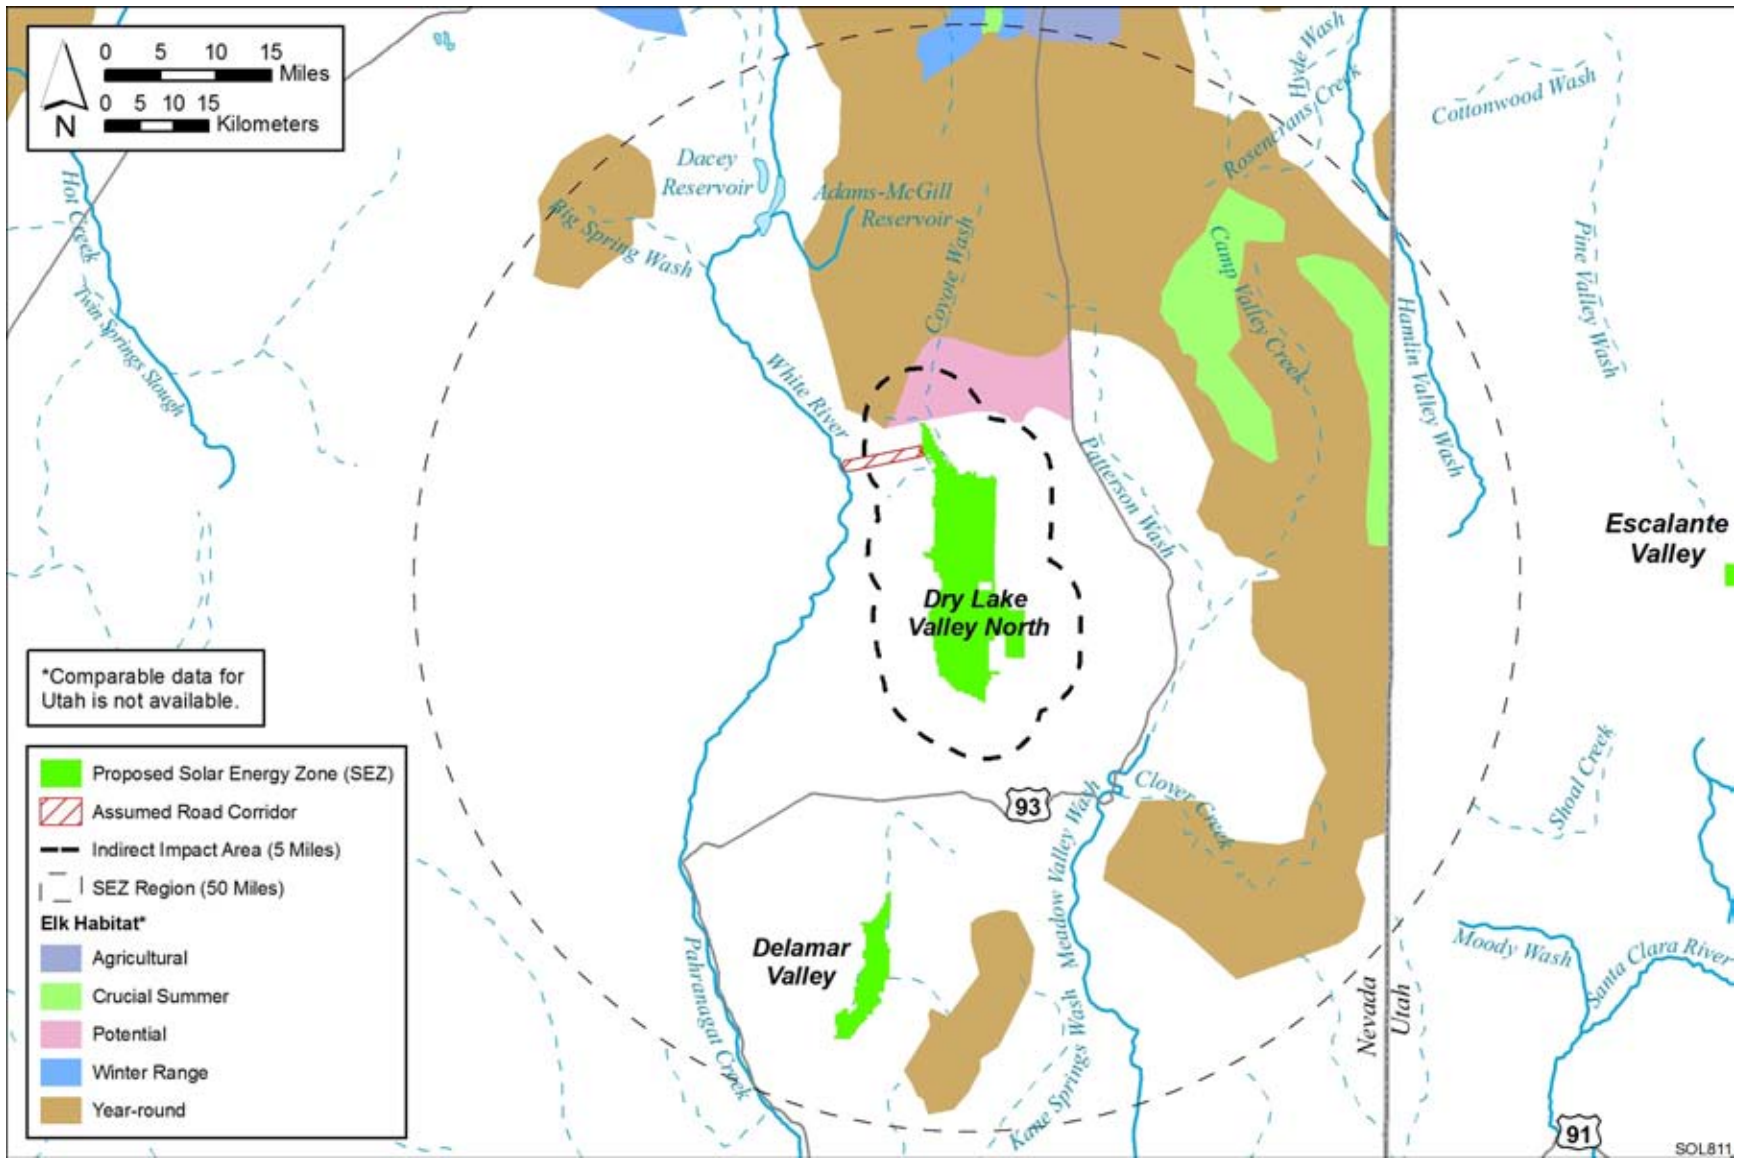 0 5 10 15
Miles
0 5 10 15
Kilometers
N
Hot Creek
Twin Springs Slough
Big Spring Wash
Dacey
Reservoir
Adams-McGill
Reservoir
Coyote Wash
White River
Hyde Wash
Rosencrans Creek
Camp Valley Creek
Hamlin Valley Wash
Cottonwood Wash
Pine Valley Wash
Patterson Wash
Escalante
Valley
Dry Lake
Valley North
93
Clover Creek
Meadow Valley Wash
Kane Springs Wash
Delamar
Valley
Pahranagat Creek
Shoal Creek
Moody Wash
Santa Clara River
Nevada
Utah
91
SOL811
*Comparable data for
Utah is not available.
Proposed Solar Energy Zone (SEZ)
Assumed Road Corridor
Indirect Impact Area (5 Miles)
SEZ Region (50 Miles)
Elk Habitat*
Agricultural
Crucial Summer
Potential
Winter Range
Year-round